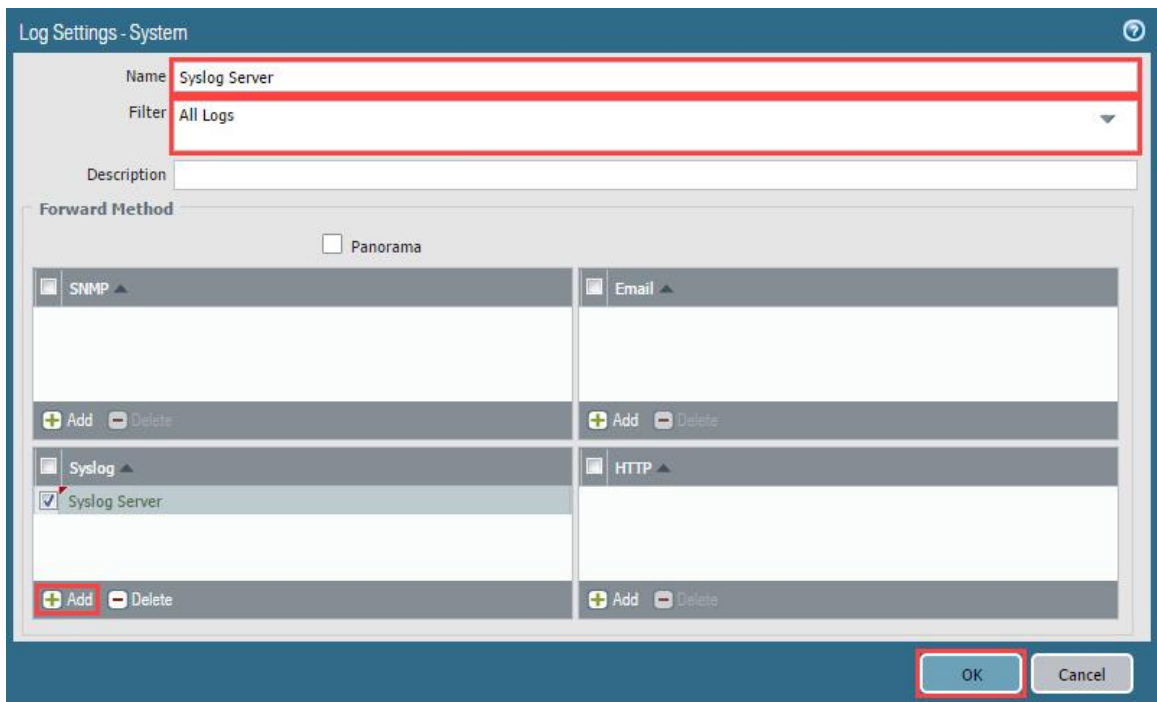 Log Settings - System
Name Syslog Server
Filter All Logs
Description
Forward Method
Panorama
SNMP
Email
Add Delete
Add Delete
Syslog
HTTP
Syslog Server
Add Delete
Add Delete
OK Cancel